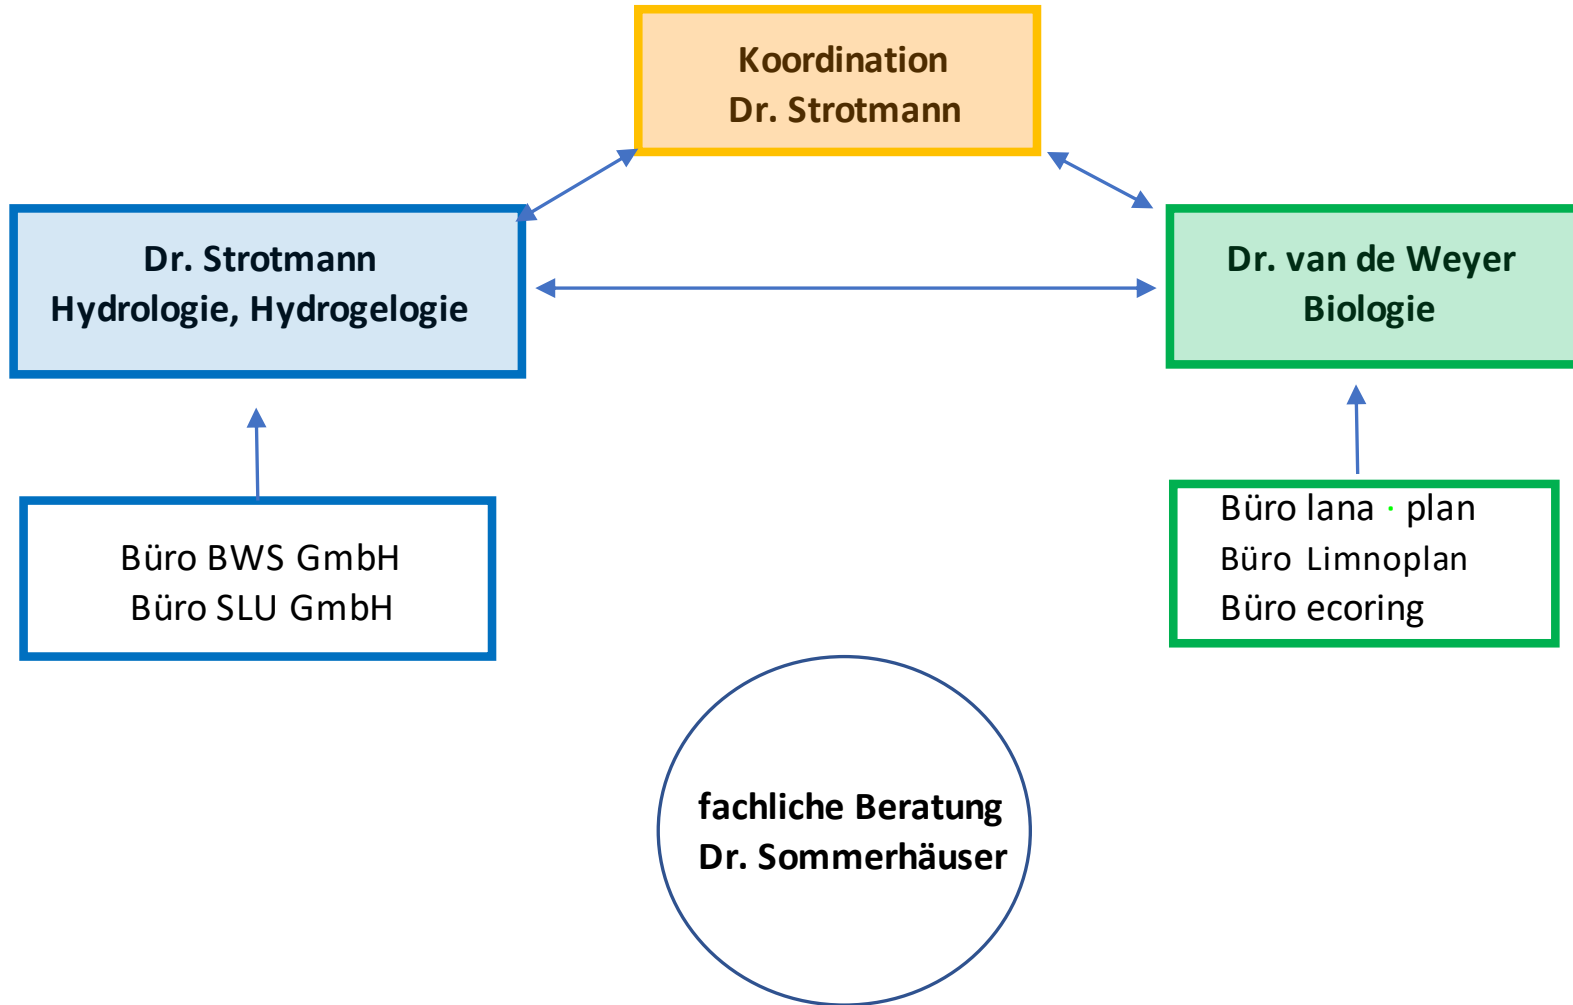 Koordination
Dr. Strotmann
Dr. Strotmann
Hydrologie, Hydrogelogie
Dr. van de Weyer
Biologie
Büro BWS GmbH
Büro SLU GmbH
Büro lana · plan
Büro Limnoplan
Büro ecoring
fachliche Beratung
Dr. Sommerhäuser